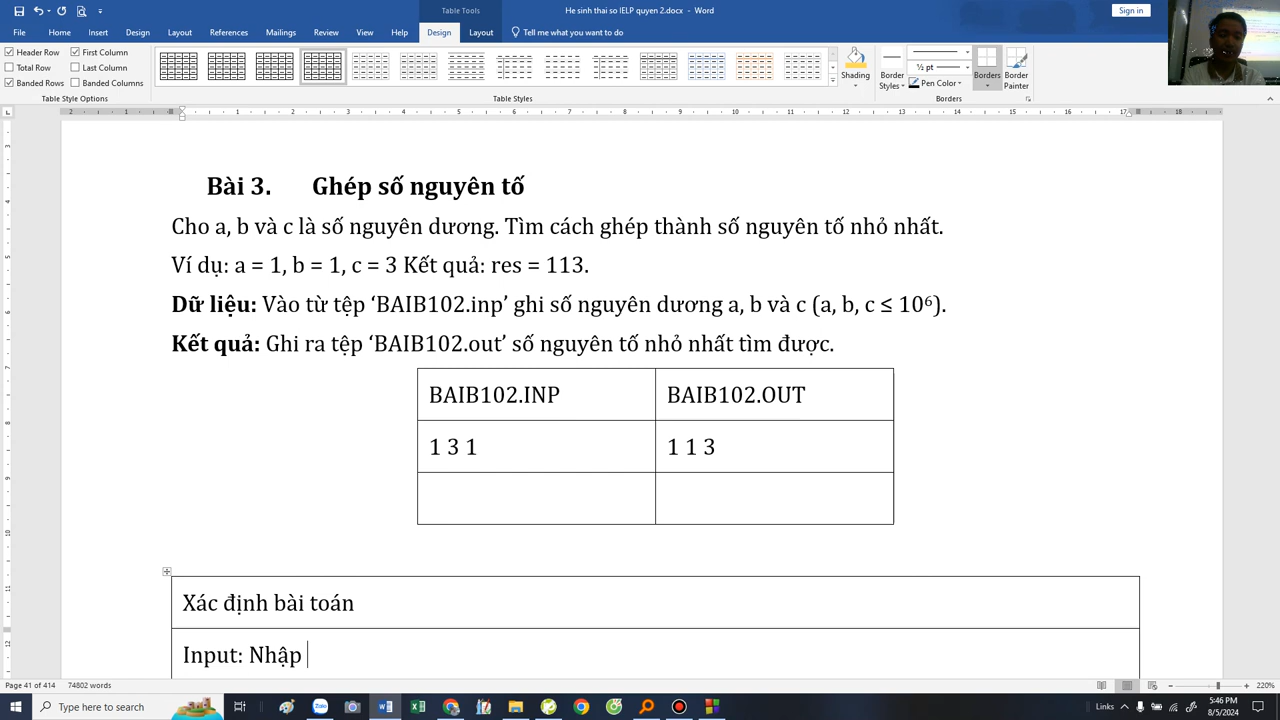 Table Tools
He sinh thai so IELP quyen 2.docx - Word
Sign in
File Home Insert Design Layout References Mailings Review View Help Design Layout Tell me what you want to do
Header Row First Column
Total Row Last Column
Banded Rows Banded Columns
Table Style Options
Table Styles
Shading
Border Styles
½ pt
Pen Color
Borders
Border Painter
Borders
Bài 3. Ghép số nguyên tố
Cho a, b và c là số nguyên dương. Tìm cách ghép thành số nguyên tố nhỏ nhất.
Ví dụ: a = 1, b = 1, c = 3 Kết quả: res = 113.
Dữ liệu: Vào từ tệp ‘BAIB102.inp’ ghi số nguyên dương a, b và c (a, b, c ≤ 10⁶).
Kết quả: Ghi ra tệp ‘BAIB102.out’ số nguyên tố nhỏ nhất tìm được.
BAIB102.INP BAIB102.OUT
1 3 1 1 1 3
Xác định bài toán
Input: Nhập
Page 41 of 414 74802 words
220%
Type here to search
Zalo
Links
5:46 PM
8/5/2024